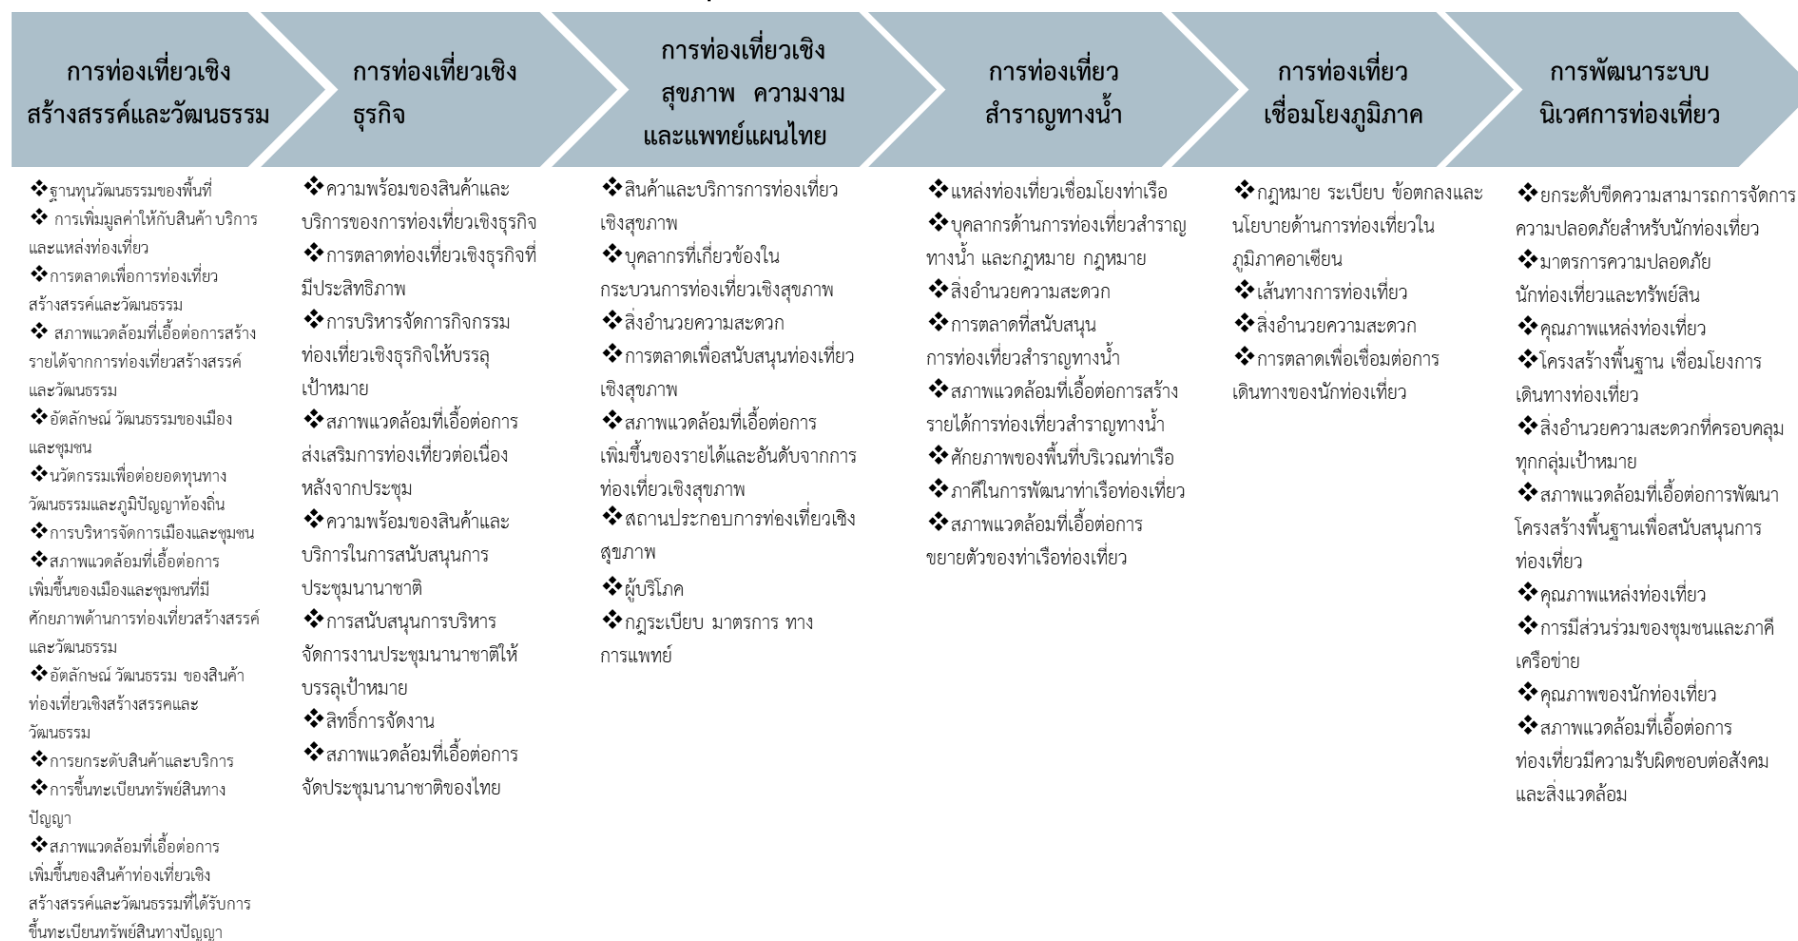 การท่องเที่ยวเชิง
สร้างสรรค์และวัฒนธรรม
❖ฐานทุนวัฒนธรรมของพื้นที่
❖ การเพิ่มมูลค่าให้กับสินค้า บริการ
และแหล่งท่องเที่ยว
❖การตลาดเพื่อการท่องเที่ยว
สร้างสรรค์และวัฒนธรรม
❖ สภาพแวดล้อมที่เอื้อต่อการสร้าง
รายได้จากการท่องเที่ยวสร้างสรรค์
และวัฒนธรรม
❖อัตลักษณ์ วัฒนธรรมของเมือง
และชุมชน
❖นวัตกรรมเพื่อต่อยอดทุนทาง
วัฒนธรรมและภูมิปัญญาท้องถิ่น
❖การบริหารจัดการเมืองและชุมชน
❖สภาพแวดล้อมที่เอื้อต่อการ
เพิ่มขึ้นของเมืองและชุมชนที่มี
ศักยภาพด้านการท่องเที่ยวสร้างสรรค์
และวัฒนธรรม
❖อัตลักษณ์ วัฒนธรรม ของสินค้า
ท่องเที่ยวเชิงสร้างสรรคและ
วัฒนธรรม
❖การยกระดับสินค้าและบริการ
❖การขึ้นทะเบียนทรัพย์สินทาง
ปัญญา
❖สภาพแวดล้อมที่เอื้อต่อการ
เพิ่มขึ้นของสินค้าท่องเที่ยวเชิง
สร้างสรรค์และวัฒนธรรมที่ได้รับการ
ขึ้นทะเบียนทรัพย์สินทางปัญญา
การท่องเที่ยวเชิง
ธุรกิจ
❖ความพร้อมของสินค้าและ
บริการของการท่องเที่ยวเชิงธุรกิจ
❖การตลาดท่องเที่ยวเชิงธุรกิจที่
มีประสิทธิภาพ
❖การบริหารจัดการกิจกรรม
ท่องเที่ยวเชิงธุรกิจให้บรรลุ
เป้าหมาย
❖สภาพแวดล้อมที่เอื้อต่อการ
ส่งเสริมการท่องเที่ยวต่อเนื่อง
หลังจากประชุม
❖ความพร้อมของสินค้าและ
บริการในการสนับสนุนการ
ประชุมนานาชาติ
❖การสนับสนุนการบริหาร
จัดการงานประชุมนานาชาติให้
บรรลุเป้าหมาย
❖สิทธิ์การจัดงาน
❖สภาพแวดล้อมที่เอื้อต่อการ
จัดประชุมนานาชาติของไทย
การท่องเที่ยวเชิง
สุขภาพ ความงาม
และแพทย์แผนไทย
❖สินค้าและบริการการท่องเที่ยว
เชิงสุขภาพ
❖บุคลากรที่เกี่ยวข้องใน
กระบวนการท่องเที่ยวเชิงสุขภาพ
❖สิ่งอำนวยความสะดวก
❖การตลาดเพื่อสนับสนุนท่องเที่ยว
เชิงสุขภาพ
❖สภาพแวดล้อมที่เอื้อต่อการ
เพิ่มขึ้นของรายได้และอันดับจากการ
ท่องเที่ยวเชิงสุขภาพ
❖สถานประกอบการท่องเที่ยวเชิง
สุขภาพ
❖ผู้บริโภค
❖กฎระเบียบ มาตรการ ทาง
การแพทย์
การท่องเที่ยว
สำราญทางน้ำ
❖แหล่งท่องเที่ยวเชื่อมโยงท่าเรือ
❖บุคลากรด้านการท่องเที่ยวสำราญ
ทางน้ำ และกฎหมาย กฎหมาย
❖สิ่งอำนวยความสะดวก
❖การตลาดที่สนับสนุน
การท่องเที่ยวสำราญทางน้ำ
❖สภาพแวดล้อมที่เอื้อต่อการสร้าง
รายได้การท่องเที่ยวสำราญทางน้ำ
❖ศักยภาพของพื้นที่บริเวณท่าเรือ
❖ภาคีในการพัฒนาท่าเรือท่องเที่ยว
❖สภาพแวดล้อมที่เอื้อต่อการ
ขยายตัวของท่าเรือท่องเที่ยว
การท่องเที่ยว
เชื่อมโยงภูมิภาค
❖กฎหมาย ระเบียบ ข้อตกลงและ
นโยบายด้านการท่องเที่ยวใน
ภูมิภาคอาเซียน
❖เส้นทางการท่องเที่ยว
❖สิ่งอำนวยความสะดวก
❖การตลาดเพื่อเชื่อมต่อการ
เดินทางของนักท่องเที่ยว
การพัฒนาระบบ
นิเวศการท่องเที่ยว
❖ยกระดับขีดความสามารถการจัดการ
ความปลอดภัยสำหรับนักท่องเที่ยว
❖มาตรการความปลอดภัย
นักท่องเที่ยวและทรัพย์สิน
❖คุณภาพแหล่งท่องเที่ยว
❖โครงสร้างพื้นฐาน เชื่อมโยงการ
เดินทางท่องเที่ยว
❖สิ่งอำนวยความสะดวกที่ครอบคลุม
ทุกกลุ่มเป้าหมาย
❖สภาพแวดล้อมที่เอื้อต่อการพัฒนา
โครงสร้างพื้นฐานเพื่อสนับสนุนการ
ท่องเที่ยว
❖คุณภาพแหล่งท่องเที่ยว
❖การมีส่วนร่วมของชุมชนและภาคี
เครือข่าย
❖คุณภาพของนักท่องเที่ยว
❖สภาพแวดล้อมที่เอื้อต่อการ
ท่องเที่ยวมีความรับผิดชอบต่อสังคม
และสิ่งแวดล้อม